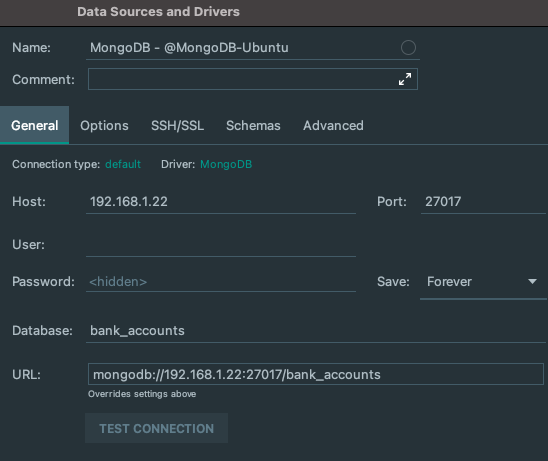 Data Sources and Drivers
Name: MongoDB - @MongoDB-Ubuntu
Comment:
General Options SSH/SSL Schemas Advanced
Connection type: default Driver: MongoDB
Host: 192.168.1.22 Port: 27017
User:
Password: <hidden> Save: Forever
Database: bank_accounts
URL: mongodb://192.168.1.22:27017/bank_accounts
Overrides settings above
TEST CONNECTION